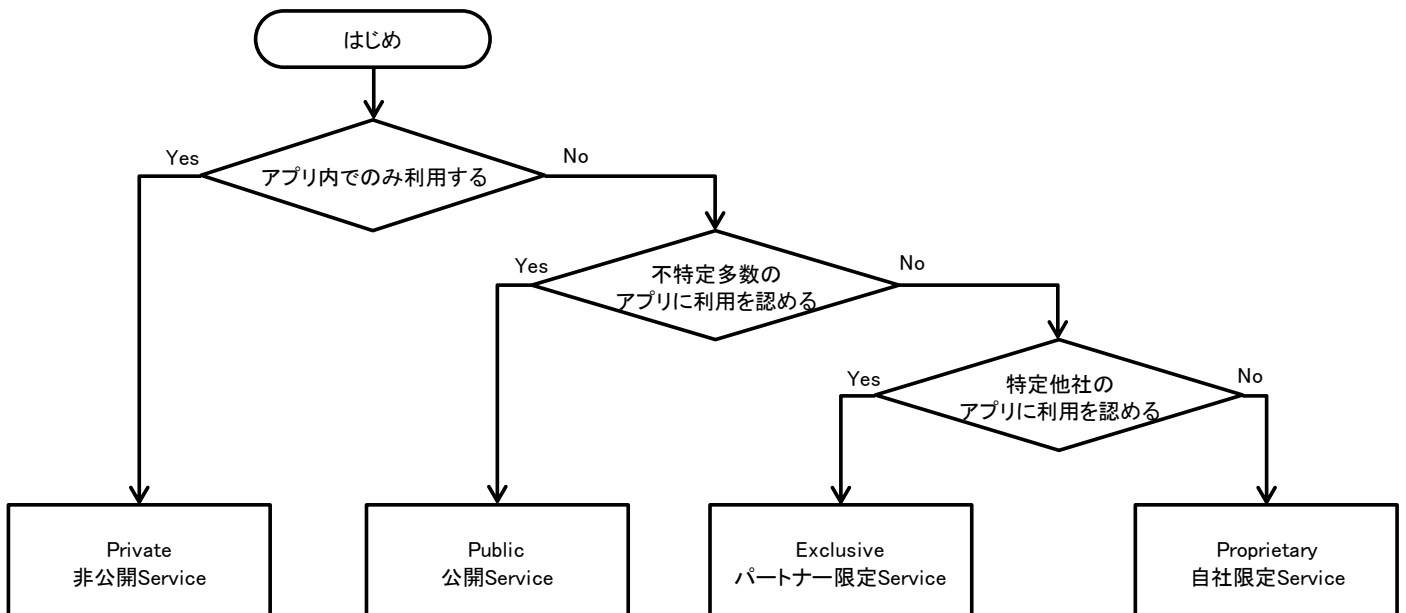 はじめ
Yes
アプリ内でのみ利用する
No
Yes
不特定多数の
アプリに利用を認める
No
Yes
特定他社の
アプリに利用を認める
No
Private
非公開Service
Public
公開Service
Exclusive
パートナー限定Service
Proprietary
自社限定Service